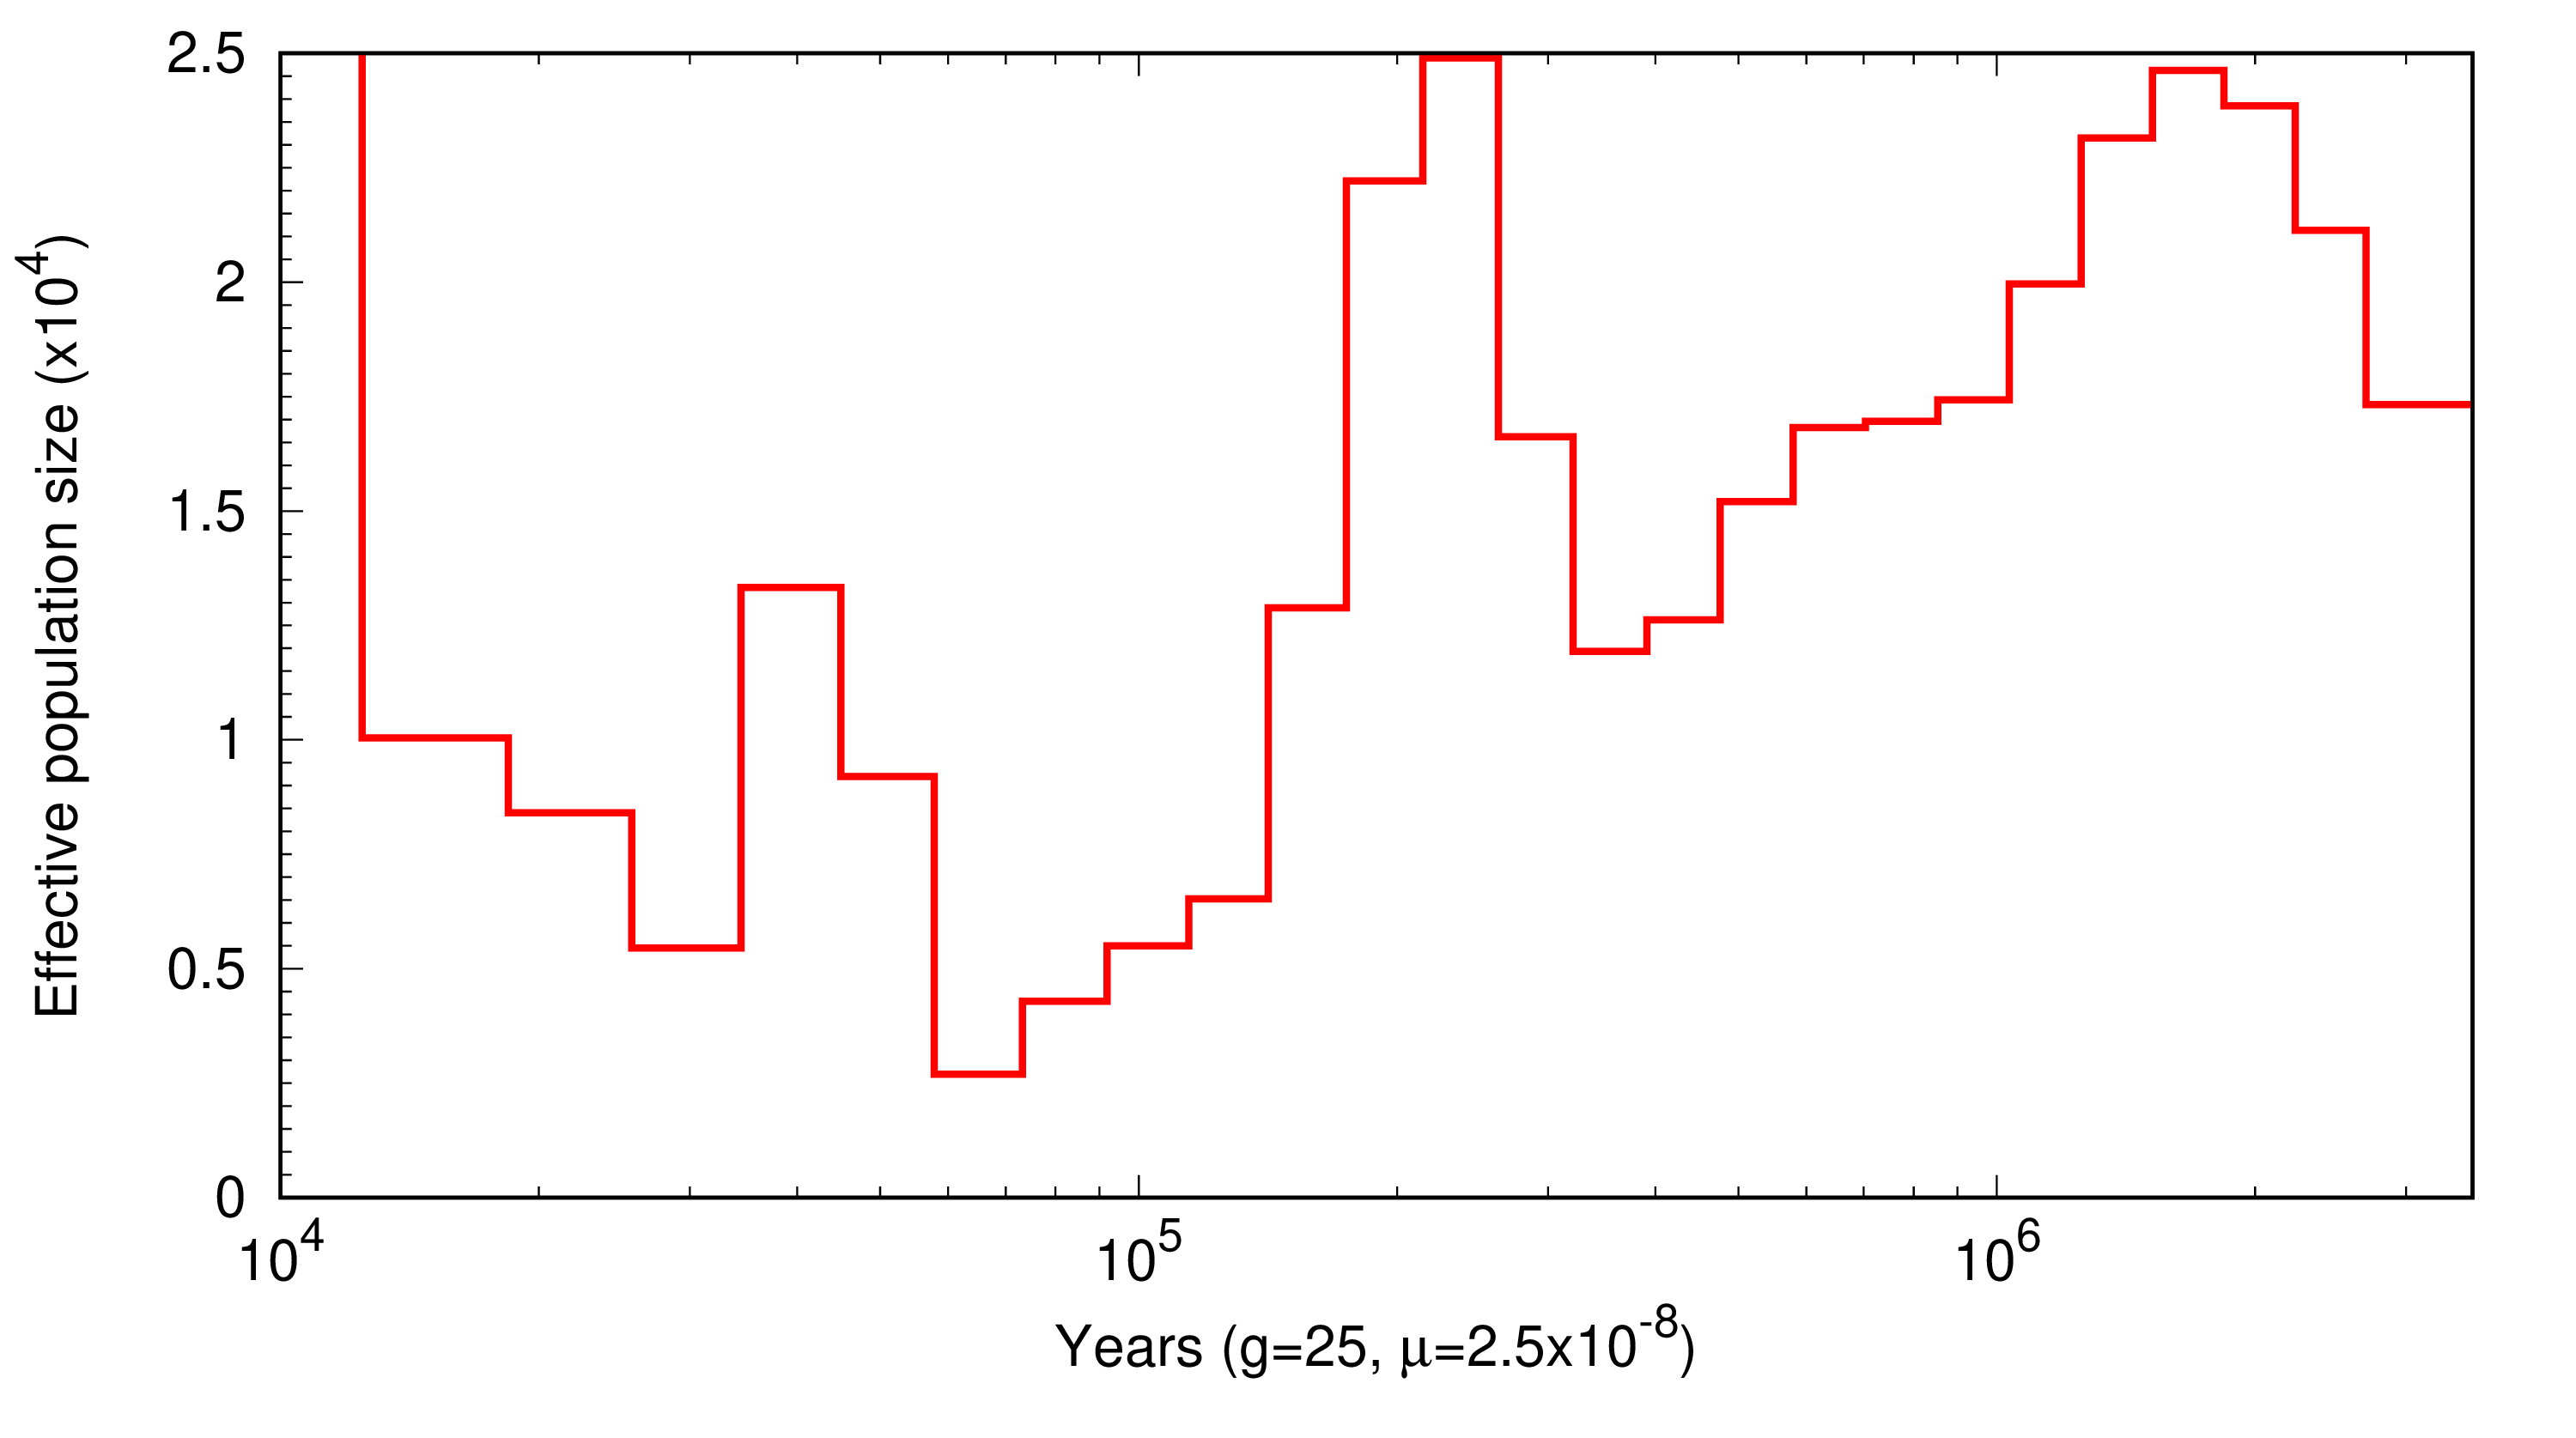 Effective population size (x10⁴)
2.5
2
1.5
1
0.5
0
10⁴ 10⁵ 10⁶
Years (g=25, μ=2.5x10⁻⁸)